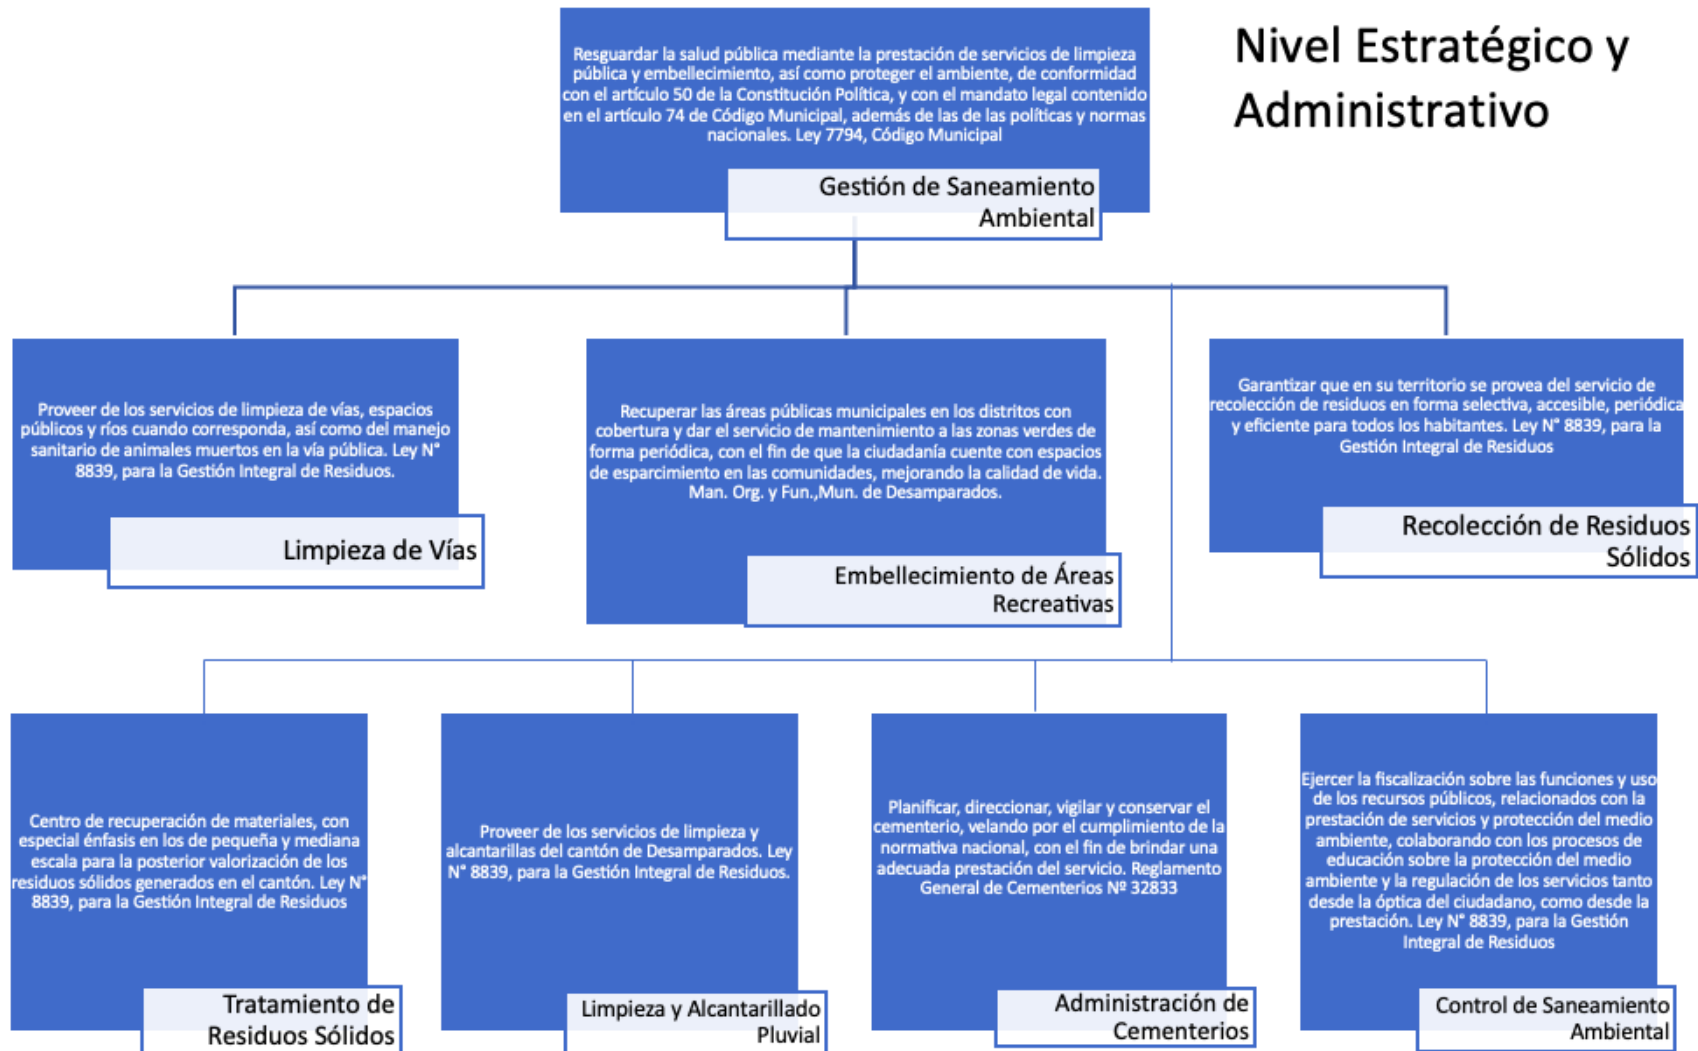 Nivel Estratégico y
Administrativo
Resguardar la salud pública mediante la prestación de servicios de limpieza
pública y embellecimiento, así como proteger el ambiente, de conformidad
con el artículo 50 de la Constitución Política, y con el mandato legal contenido
en el artículo 74 de Código Municipal, además de las de las políticas y normas
nacionales. Ley 7794, Código Municipal
Gestión de Saneamiento
Ambiental
Proveer de los servicios de limpieza de vías, espacios
públicos y ríos cuando corresponda, así como del manejo
sanitario de animales muertos en la vía pública. Ley N°
8839, para la Gestión Integral de Residuos.
Limpieza de Vías
Recuperar las áreas públicas municipales en los distritos con
cobertura y dar el servicio de mantenimiento a las zonas verdes de
forma periódica, con el fin de que la ciudadanía cuente con espacios
de esparcimiento en las comunidades, mejorando la calidad de vida.
Man. Org. y Fun.,Mun. de Desamparados.
Embellecimiento de Áreas
Recreativas
Garantizar que en su territorio se provea del servicio de
recolección de residuos en forma selectiva, accesible, periódica
y eficiente para todos los habitantes. Ley N° 8839, para la
Gestión Integral de Residuos
Recolección de Residuos
Sólidos
Centro de recuperación de materiales, con
especial énfasis en los de pequeña y mediana
escala para la posterior valorización de los
residuos sólidos generados en el cantón. Ley N°
8839, para la Gestión Integral de Residuos
Tratamiento de
Residuos Sólidos
Proveer de los servicios de limpieza y
alcantarillas del cantón de Desamparados. Ley
N° 8839, para la Gestión Integral de Residuos.
Limpieza y Alcantarillado
Pluvial
Planificar, direccionar, vigilar y conservar el
cementerio, velando por el cumplimiento de la
normativa nacional, con el fin de brindar una
adecuada prestación del servicio. Reglamento
General de Cementerios Nº 32833
Administración de
Cementerios
Ejercer la fiscalización sobre las funciones y uso
de los recursos públicos, relacionados con la
prestación de servicios y protección del medio
ambiente, colaborando con los procesos de
educación sobre la protección del medio
ambiente y la regulación de los servicios tanto
desde la óptica del ciudadano, como desde la
prestación. Ley N° 8839, para la Gestión
Integral de Residuos
Control de Saneamiento
Ambiental